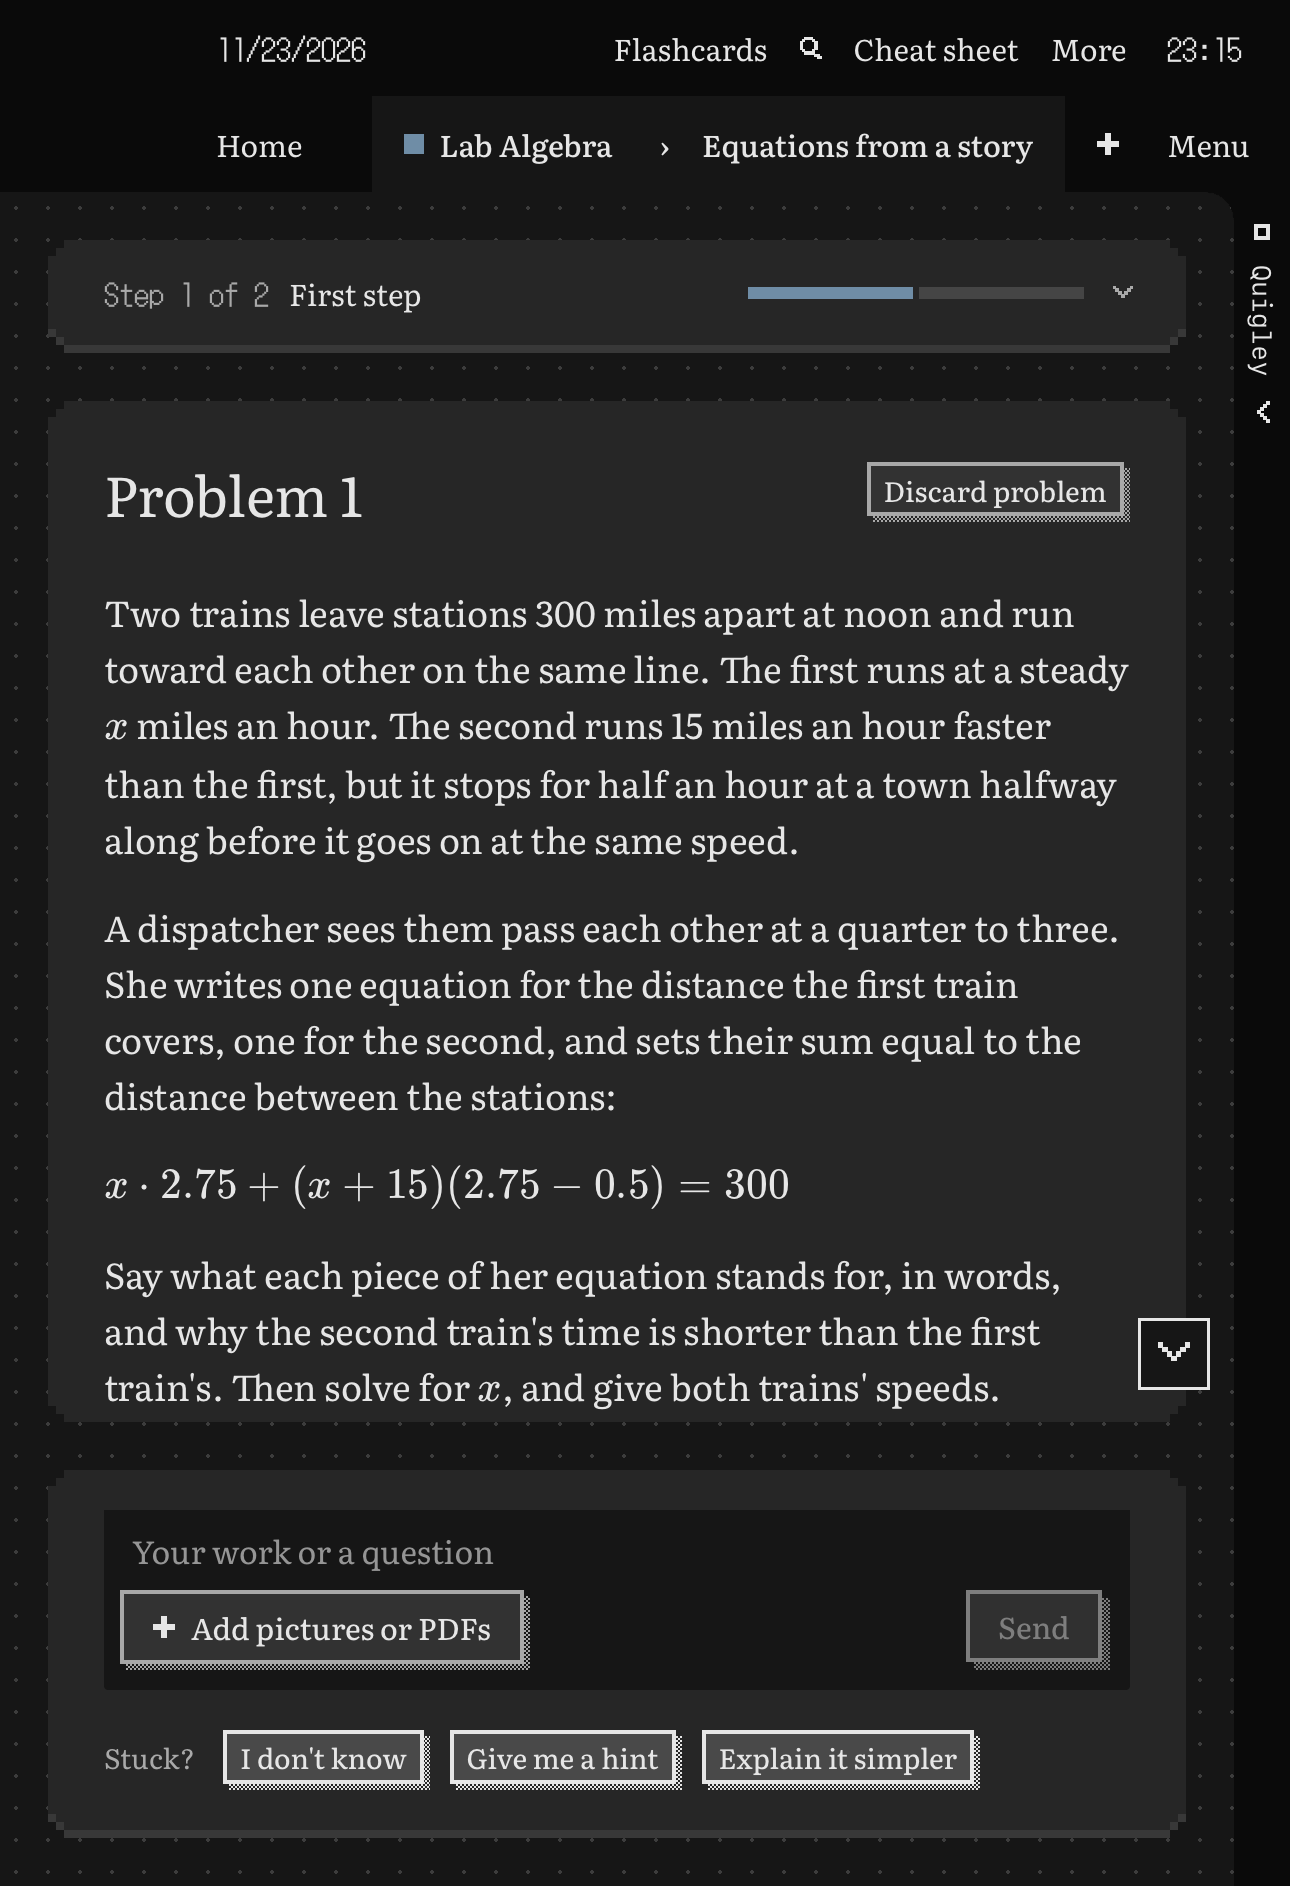 11/23/2026
Flashcards
Cheat sheet
More
23:15
Home
Lab Algebra › Equations from a story
Menu
Quigley
Step 1 of 2 First step
Problem 1
Discard problem
Two trains leave stations 300 miles apart at noon and run
toward each other on the same line. The first runs at a steady
x miles an hour. The second runs 15 miles an hour faster
than the first, but it stops for half an hour at a town halfway
along before it goes on at the same speed.
A dispatcher sees them pass each other at a quarter to three.
She writes one equation for the distance the first train
covers, one for the second, and sets their sum equal to the
distance between the stations:
x · 2.75 + (x + 15)(2.75 − 0.5) = 300
Say what each piece of her equation stands for, in words,
and why the second train's time is shorter than the first
train's. Then solve for x, and give both trains' speeds.
Your work or a question
Add pictures or PDFs
Send
Stuck?
I don't know
Give me a hint
Explain it simpler